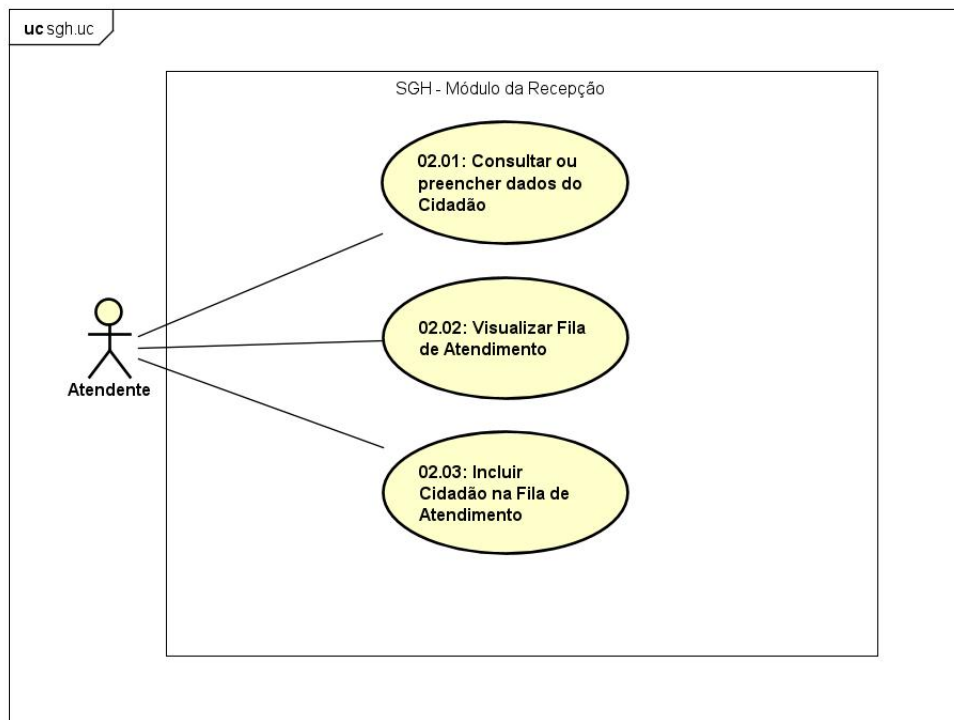 uc sgh.uc
SGH - Módulo da Recepção
02.01: Consultar ou
preencher dados do
Cidadão
02.02: Visualizar Fila
de Atendimento
Atendente
02.03: Incluir
Cidadão na Fila de
Atendimento